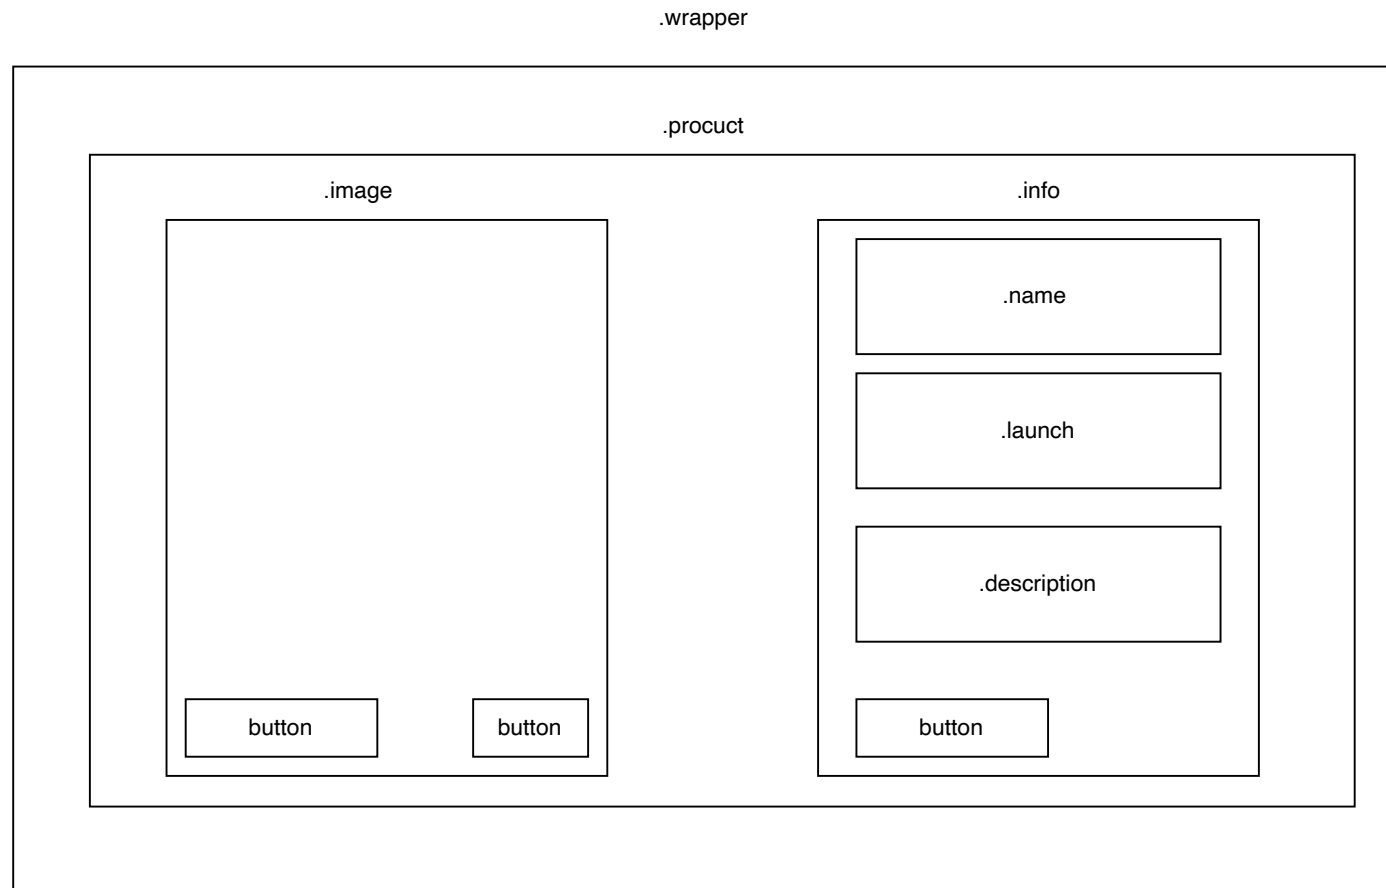 .wrapper
.procuct
.image
.info
.name
.launch
.description
button
button
button